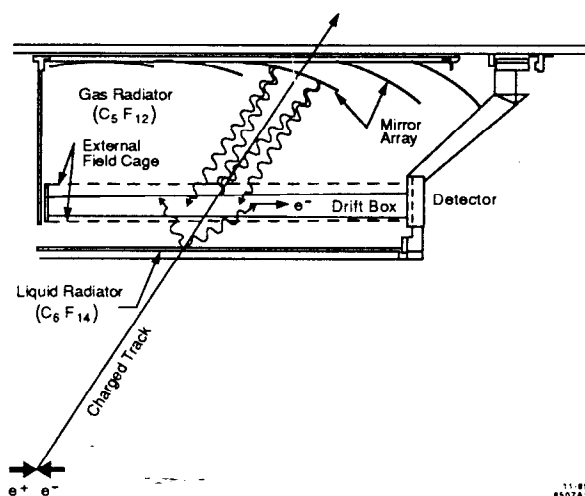 Gas Radiator
(C5 F12)
External
Field Cage
Mirror
Array
e-
Drift Box
Detector
Liquid Radiator
(C6 F14)
Charged Track
e+ e-